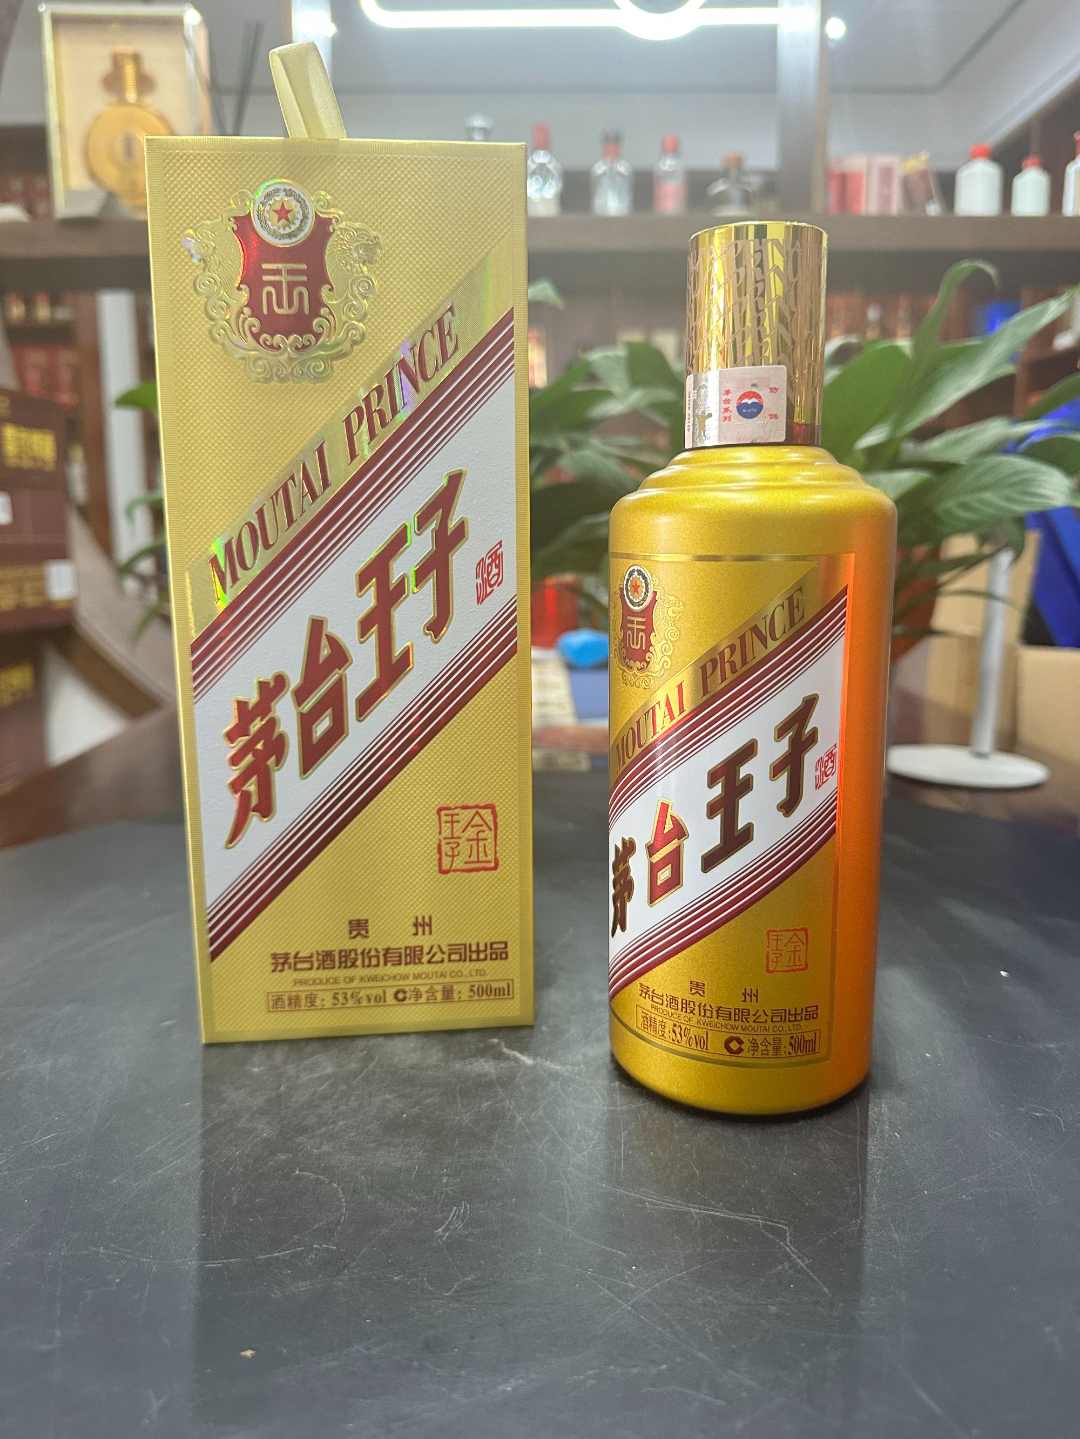 MOUTAI PRINCE
茅台王子
酒
金
王子
贵州
茅台酒股份有限公司出品
PRODUCE OF KWEICHOW MOUTAI CO., LTD.
酒精度：53%vol 净含量：500ml
MOUTAI PRINCE
茅台王子
酒
金
王子
贵州
茅台酒股份有限公司出品
PRODUCE OF KWEICHOW MOUTAI CO., LTD.
酒精度：53%vol 净含量：500ml